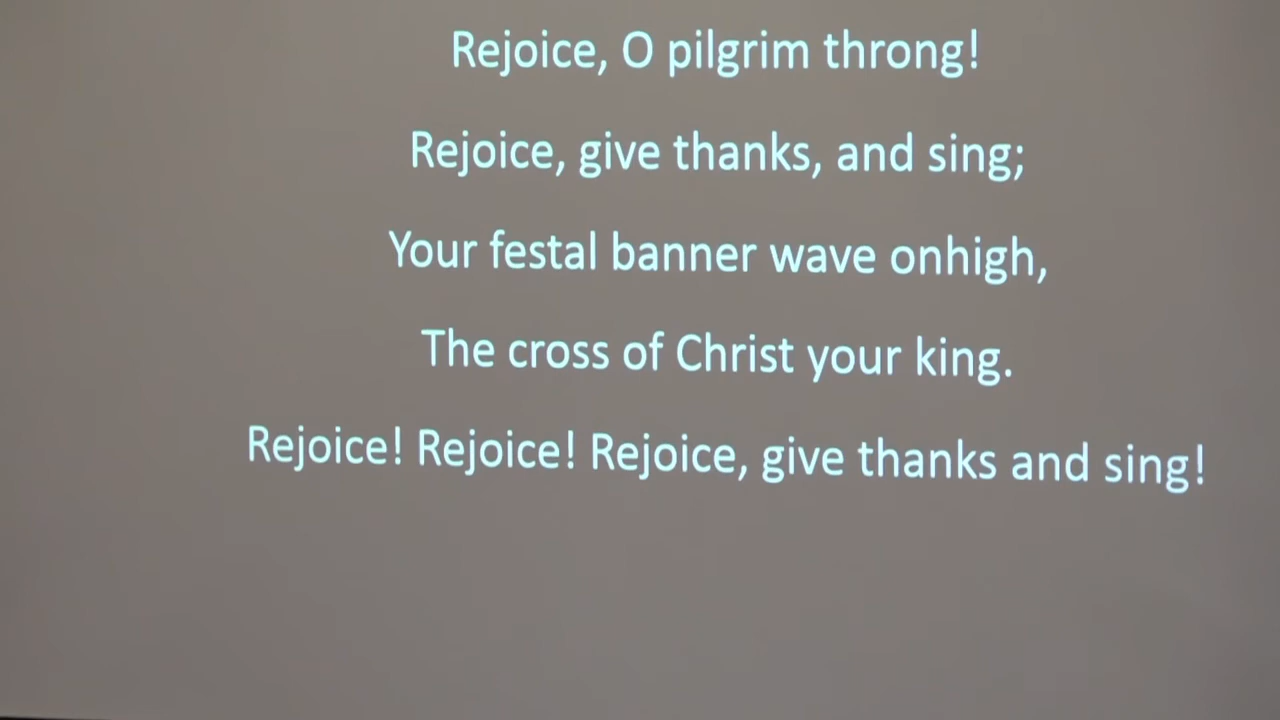 Rejoice, O pilgrim throng!
Rejoice, give thanks, and sing;
Your festal banner wave onhigh,
The cross of Christ your king.
Rejoice! Rejoice! Rejoice, give thanks and sing!